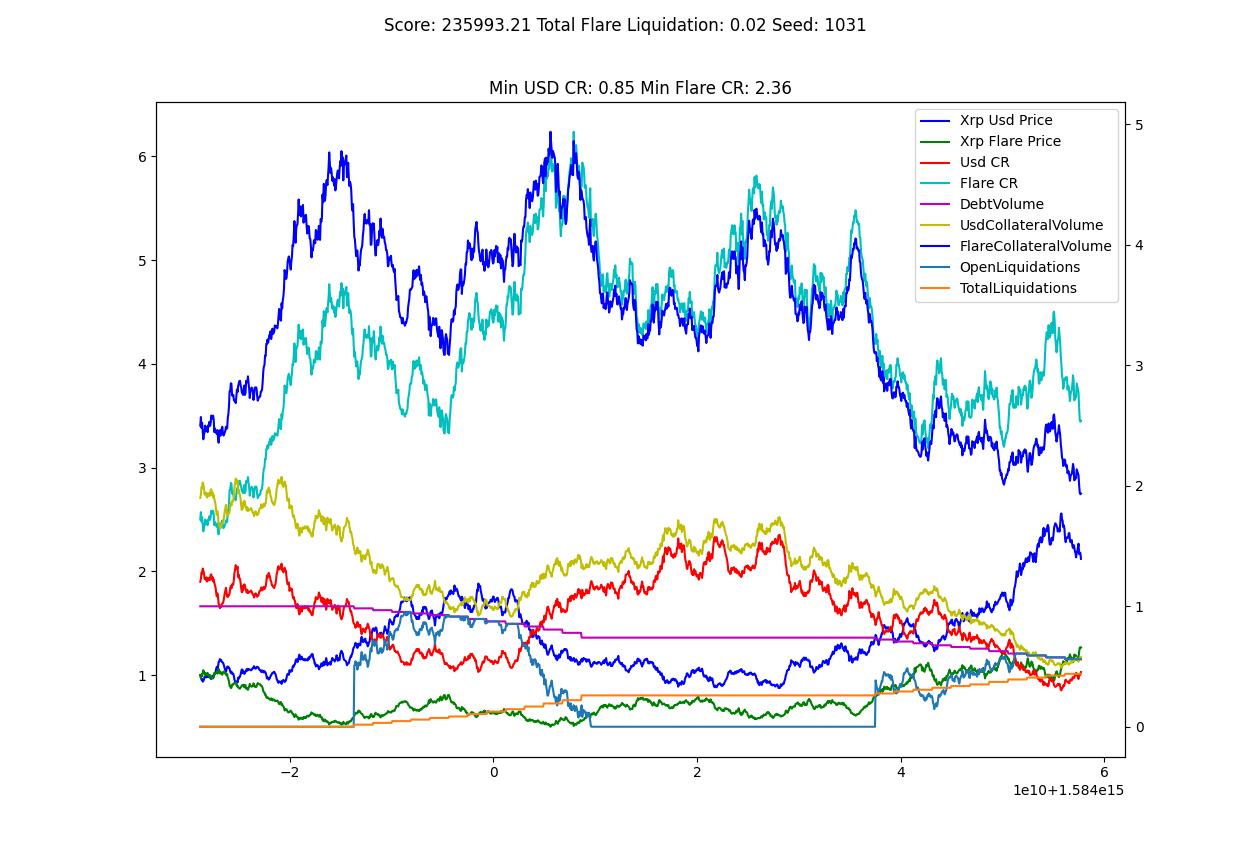 Score: 235993.21 Total Flare Liquidation: 0.02 Seed: 1031
Min USD CR: 0.85 Min Flare CR: 2.36
Xrp Usd Price
Xrp Flare Price
Usd CR
Flare CR
DebtVolume
UsdCollateralVolume
FlareCollateralVolume
OpenLiquidations
TotalLiquidations
6
5
4
3
2
1
5
4
3
2
1
0
−2
0
2
4
6
1e10+1.584e15